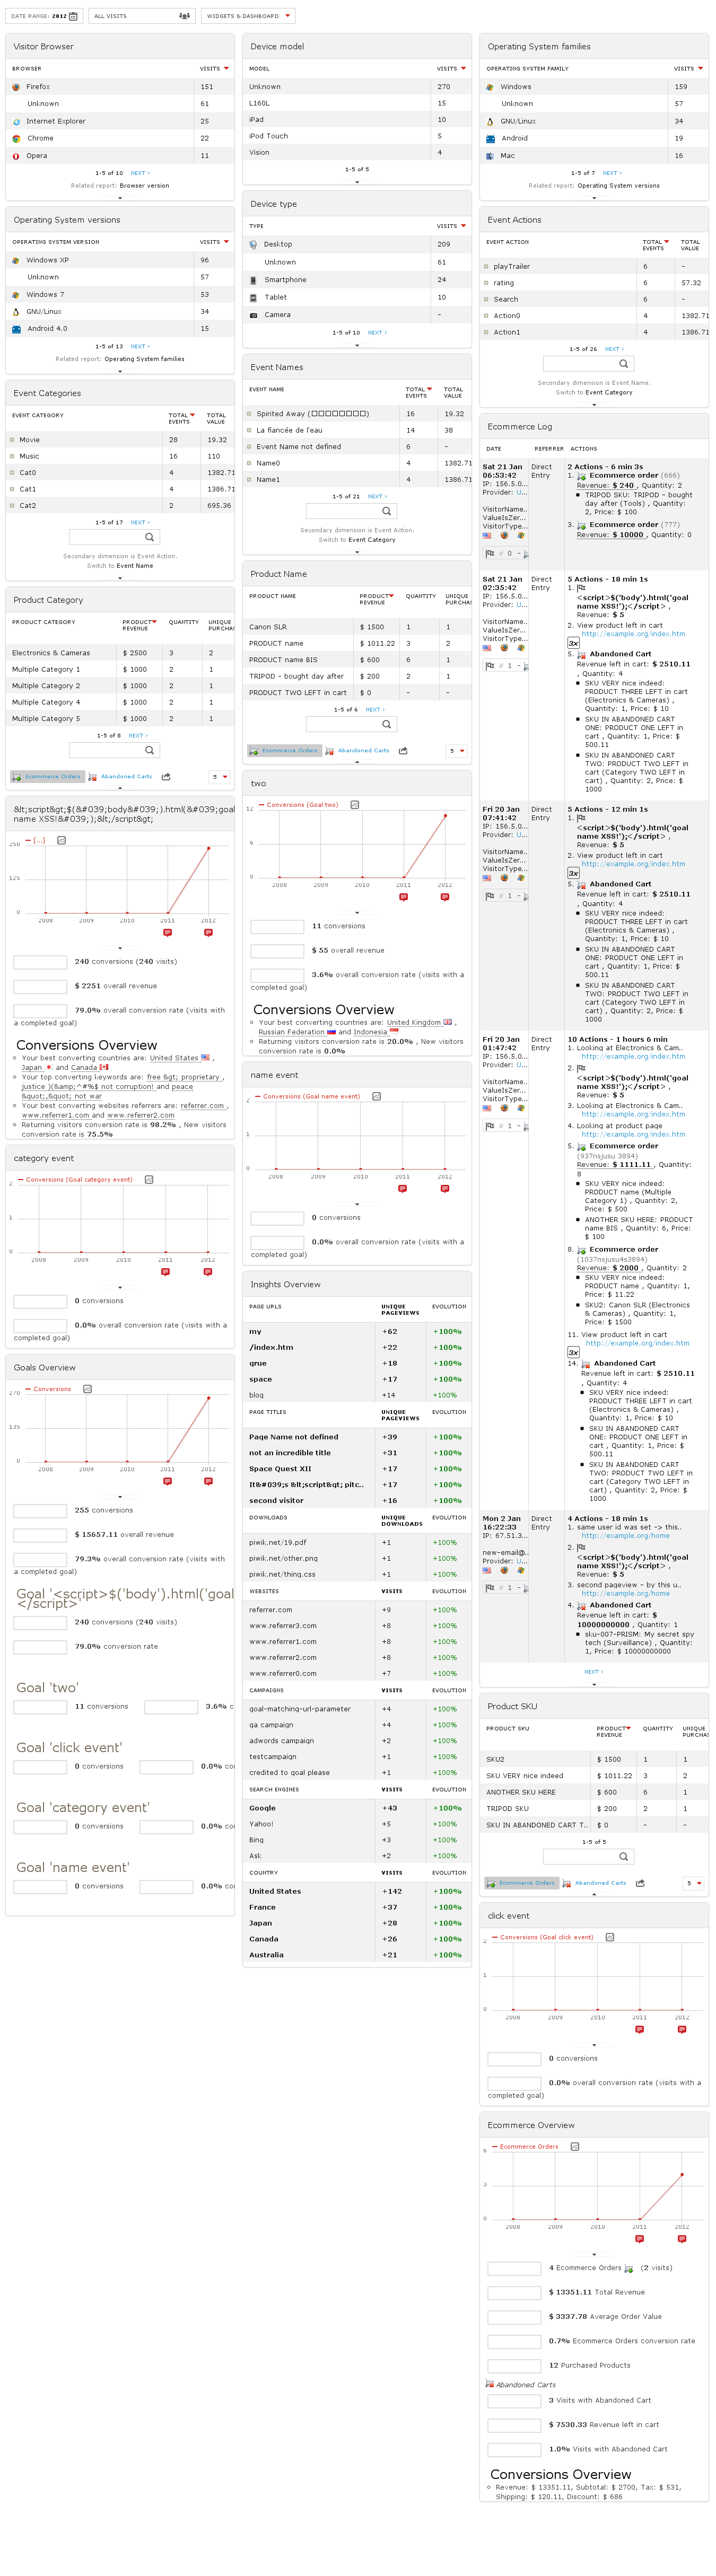 DATE RANGE: 2012
ALL VISITS
WIDGETS & DASHBOARD
Visitor Browser
BROWSER VISITS
Firefox 151
Unknown 61
Internet Explorer 25
Chrome 22
Opera 11
1-5 of 10 NEXT ›
Related report: Browser version
Operating System versions
OPERATING SYSTEM VERSION VISITS
Windows XP 96
Unknown 57
Windows 7 53
GNU/Linux 34
Android 4.0 15
1-5 of 13 NEXT ›
Related report: Operating System families
Event Categories
EVENT CATEGORY TOTAL EVENTS TOTAL VALUE
Movie 28 19.32
Music 16 110
Cat0 4 1382.71
Cat1 4 1386.71
Cat2 2 695.36
1-5 of 17 NEXT ›
Secondary dimension is Event Action.
Switch to Event Name
Product Category
PRODUCT CATEGORY PRODUCT REVENUE QUANTITY UNIQUE PURCHAS
Electronics & Cameras $ 2500 3 2
Multiple Category 1 $ 1000 2 1
Multiple Category 2 $ 1000 2 1
Multiple Category 4 $ 1000 2 1
Multiple Category 5 $ 1000 2 1
1-5 of 8 NEXT ›
Ecommerce Orders Abandoned Carts 5
&lt;script&gt;$(&#039;body&#039;).html(&#039;goal
name XSS!&#039;);&lt;/script&gt;
[...]
250
125
0
2008 2009 2010 2011 2012
240 conversions (240 visits)
$ 2251 overall revenue
79.0% overall conversion rate (visits with
a completed goal)
Conversions Overview
Your best converting countries are: United States ,
Japan and Canada
Your top converting keywords are: free &gt; proprietary ,
justice )(&amp;^#%$ not corruption! and peace
&quot;,&quot; not war
Your best converting websites referrers are: referrer.com ,
www.referrer1.com and www.referrer2.com
Returning visitors conversion rate is 98.2% , New visitors
conversion rate is 75.5%
category event
Conversions (Goal category event)
2
1
0
2008 2009 2010 2011 2012
0 conversions
0.0% overall conversion rate (visits with a
completed goal)
Goals Overview
Conversions
270
135
0
2008 2009 2010 2011 2012
255 conversions
$ 15657.11 overall revenue
79.3% overall conversion rate (visits with
a completed goal)
Goal '<script>$('body').html('goal
</script>'
240 conversions (240 visits)
79.0% conversion rate
Goal 'two'
11 conversions 3.6% c
Goal 'click event'
0 conversions 0.0% co
Goal 'category event'
0 conversions 0.0% co
Goal 'name event'
0 conversions 0.0% co
Device model
MODEL VISITS
Unknown 270
L160L 15
iPad 10
iPod Touch 5
Vision 4
1-5 of 5
Device type
TYPE VISITS
Desktop 209
Unknown 61
Smartphone 24
Tablet 10
Camera -
1-5 of 10 NEXT ›
Event Names
EVENT NAME TOTAL EVENTS TOTAL VALUE
Spirited Away (□□□□□□□□) 16 19.32
La fiancée de l'eau 14 38
Event Name not defined 6 -
Name0 4 1382.71
Name1 4 1386.71
1-5 of 21 NEXT ›
Secondary dimension is Event Action.
Switch to Event Category
Product Name
PRODUCT NAME PRODUCT REVENUE QUANTITY UNIQUE PURCHAS
Canon SLR $ 1500 1 1
PRODUCT name $ 1011.22 3 2
PRODUCT name BIS $ 600 6 1
TRIPOD - bought day after $ 200 2 1
PRODUCT TWO LEFT in cart $ 0 - -
1-5 of 6 NEXT ›
Ecommerce Orders Abandoned Carts 5
two
Conversions (Goal two)
12
6
0
2008 2009 2010 2011 2012
11 conversions
$ 55 overall revenue
3.6% overall conversion rate (visits with a
completed goal)
Conversions Overview
Your best converting countries are: United Kingdom ,
Russian Federation and Indonesia
Returning visitors conversion rate is 20.0% , New visitors
conversion rate is 0.0%
name event
Conversions (Goal name event)
2
1
0
2008 2009 2010 2011 2012
0 conversions
0.0% overall conversion rate (visits with a
completed goal)
Insights Overview
PAGE URLS UNIQUE PAGEVIEWS EVOLUTION
my +62 +100%
/index.htm +22 +100%
grue +18 +100%
space +17 +100%
blog +14 +100%
PAGE TITLES UNIQUE PAGEVIEWS EVOLUTION
Page Name not defined +39 +100%
not an incredible title +31 +100%
Space Quest XII +17 +100%
It&#039;s &lt;script&gt; pitc.. +17 +100%
second visitor +16 +100%
DOWNLOADS UNIQUE DOWNLOADS EVOLUTION
piwik.net/19.pdf +1 +100%
piwik.net/other.png +1 +100%
piwik.net/thing.css +1 +100%
WEBSITES VISITS EVOLUTION
referrer.com +9 +100%
www.referrer3.com +8 +100%
www.referrer1.com +8 +100%
www.referrer2.com +8 +100%
www.referrer0.com +7 +100%
CAMPAIGNS VISITS EVOLUTION
goal-matching-url-parameter +4 +100%
ga campaign +4 +100%
adwords campaign +2 +100%
testcampaign +1 +100%
credited to goal please +1 +100%
SEARCH ENGINES VISITS EVOLUTION
Google +43 +100%
Yahoo! +5 +100%
Bing +3 +100%
Ask +2 +100%
COUNTRY VISITS EVOLUTION
United States +142 +100%
France +37 +100%
Japan +28 +100%
Canada +26 +100%
Australia +21 +100%
Operating System families
OPERATING SYSTEM FAMILY VISITS
Windows 159
Unknown 57
GNU/Linux 34
Android 19
Mac 16
1-5 of 7 NEXT ›
Related report: Operating System versions
Event Actions
EVENT ACTION TOTAL EVENTS TOTAL VALUE
playTrailer 6 -
rating 6 57.32
Search 6 -
Action0 4 1382.71
Action1 4 1386.71
1-5 of 26 NEXT ›
Secondary dimension is Event Name.
Switch to Event Category
Ecommerce Log
DATE REFERRER ACTIONS
Sat 21 Jan
06:53:42
IP: 156.5.0...
Provider: U...
VisitorName..
ValueIsZer...
VisitorType...
# 0 -
Direct
Entry
2 Actions - 6 min 3s
1. Ecommerce order (666)
Revenue: $ 240 , Quantity: 2
TRIPOD SKU: TRIPOD - bought
day after (Tools) , Quantity:
2, Price: $ 100
3. Ecommerce order (777)
Revenue: $ 10000 , Quantity: 0
Sat 21 Jan
02:35:42
IP: 156.5.0...
Provider: U...
VisitorName..
ValueIsZer...
VisitorType...
# 1 -
Direct
Entry
5 Actions - 18 min 1s
1.
<script>$('body').html('goal
name XSS!');</script> ,
Revenue: $ 5
2. View product left in cart
http://example.org/index.htm
3x
5. Abandoned Cart
Revenue left in cart: $ 2510.11
, Quantity: 4
SKU VERY nice indeed:
PRODUCT THREE LEFT in cart
(Electronics & Cameras) ,
Quantity: 1, Price: $ 10
SKU IN ABANDONED CART
ONE: PRODUCT ONE LEFT in
cart , Quantity: 1, Price: $
500.11
SKU IN ABANDONED CART
TWO: PRODUCT TWO LEFT in
cart (Category TWO LEFT in
cart) , Quantity: 2, Price: $
1000
Fri 20 Jan
07:41:42
IP: 156.5.0...
Provider: U...
VisitorName..
ValueIsZer...
VisitorType...
# 1 -
Direct
Entry
5 Actions - 12 min 1s
1.
<script>$('body').html('goal
name XSS!');</script> ,
Revenue: $ 5
2. View product left in cart
http://example.org/index.htm
3x
5. Abandoned Cart
Revenue left in cart: $ 2510.11
, Quantity: 4
SKU VERY nice indeed:
PRODUCT THREE LEFT in cart
(Electronics & Cameras) ,
Quantity: 1, Price: $ 10
SKU IN ABANDONED CART
ONE: PRODUCT ONE LEFT in
cart , Quantity: 1, Price: $
500.11
SKU IN ABANDONED CART
TWO: PRODUCT TWO LEFT in
cart (Category TWO LEFT in
cart) , Quantity: 2, Price: $
1000
Fri 20 Jan
01:47:42
IP: 156.5.0...
Provider: U...
VisitorName..
ValueIsZer...
VisitorType...
# 1 -
Direct
Entry
10 Actions - 1 hours 6 min
1. Looking at Electronics & Cam..
http://example.org/index.htm
2.
<script>$('body').html('goal
name XSS!');</script> ,
Revenue: $ 5
3. Looking at Electronics & Cam..
http://example.org/index.htm
4. Looking at product page
http://example.org/index.htm
5. Ecommerce order
(937nsjusu 3894)
Revenue: $ 1111.11 , Quantity:
8
SKU VERY nice indeed:
PRODUCT name (Multiple
Category 1) , Quantity: 2,
Price: $ 500
ANOTHER SKU HERE: PRODUCT
name BIS , Quantity: 6, Price:
$ 100
8. Ecommerce order
(1037nsjusu4s3894)
Revenue: $ 2000 , Quantity: 2
SKU VERY nice indeed:
PRODUCT name , Quantity: 1,
Price: $ 11.22
SKU2: Canon SLR (Electronics
& Cameras) , Quantity: 1,
Price: $ 1500
11. View product left in cart
http://example.org/index.htm
3x
14. Abandoned Cart
Revenue left in cart: $ 2510.11
, Quantity: 4
SKU VERY nice indeed:
PRODUCT THREE LEFT in cart
(Electronics & Cameras) ,
Quantity: 1, Price: $ 10
SKU IN ABANDONED CART
ONE: PRODUCT ONE LEFT in
cart , Quantity: 1, Price: $
500.11
SKU IN ABANDONED CART
TWO: PRODUCT TWO LEFT in
cart (Category TWO LEFT in
cart) , Quantity: 2, Price: $
1000
Mon 2 Jan
16:22:33
IP: 67.51.3...
new-email@..
Provider: U...
# 1 -
Direct
Entry
4 Actions - 18 min 1s
1. same user id was set -> this..
http://example.org/home
2.
<script>$('body').html('goal
name XSS!');</script> ,
Revenue: $ 5
3. second pageview - by this u..
http://example.org/home
4. Abandoned Cart
Revenue left in cart: $
10000000000 , Quantity: 1
sku-007-PRISM: My secret spy
tech (Surveillance) , Quantity:
1, Price: $ 10000000000
NEXT ›
Product SKU
PRODUCT SKU PRODUCT REVENUE QUANTITY UNIQUE PURCHAS
SKU2 $ 1500 1 1
SKU VERY nice indeed $ 1011.22 3 2
ANOTHER SKU HERE $ 600 6 1
TRIPOD SKU $ 200 2 1
SKU IN ABANDONED CART T.. $ 0 - -
1-5 of 5
Ecommerce Orders Abandoned Carts 5
click event
Conversions (Goal click event)
2
1
0
2008 2009 2010 2011 2012
0 conversions
0.0% overall conversion rate (visits with a
completed goal)
Ecommerce Overview
Ecommerce Orders
6
3
0
2008 2009 2010 2011 2012
4 Ecommerce Orders (2 visits)
$ 13351.11 Total Revenue
$ 3337.78 Average Order Value
0.7% Ecommerce Orders conversion rate
12 Purchased Products
Abandoned Carts
3 Visits with Abandoned Cart
$ 7530.33 Revenue left in cart
1.0% Visits with Abandoned Cart
Conversions Overview
Revenue: $ 13351.11, Subtotal: $ 2700, Tax: $ 531,
Shipping: $ 120.11, Discount: $ 686